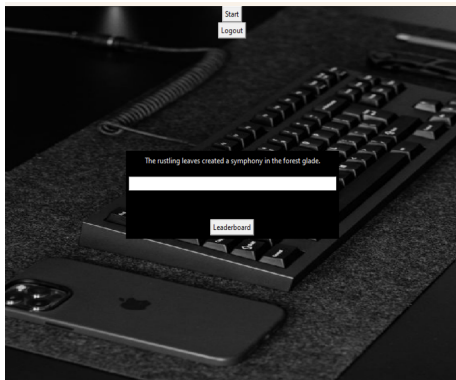 Start
Logout
The rustling leaves created a symphony in the forest glade.
Leaderboard